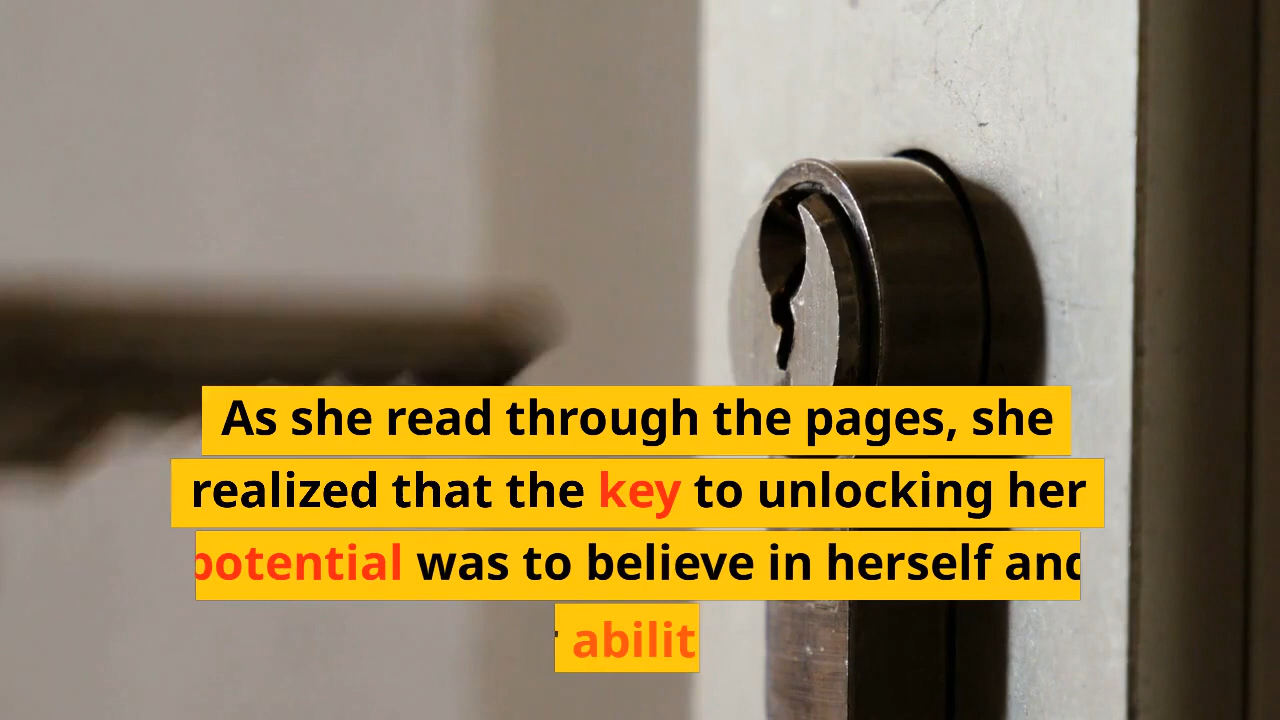 As she read through the pages, she
realized that the key to unlocking her
potential was to believe in herself and
abilit